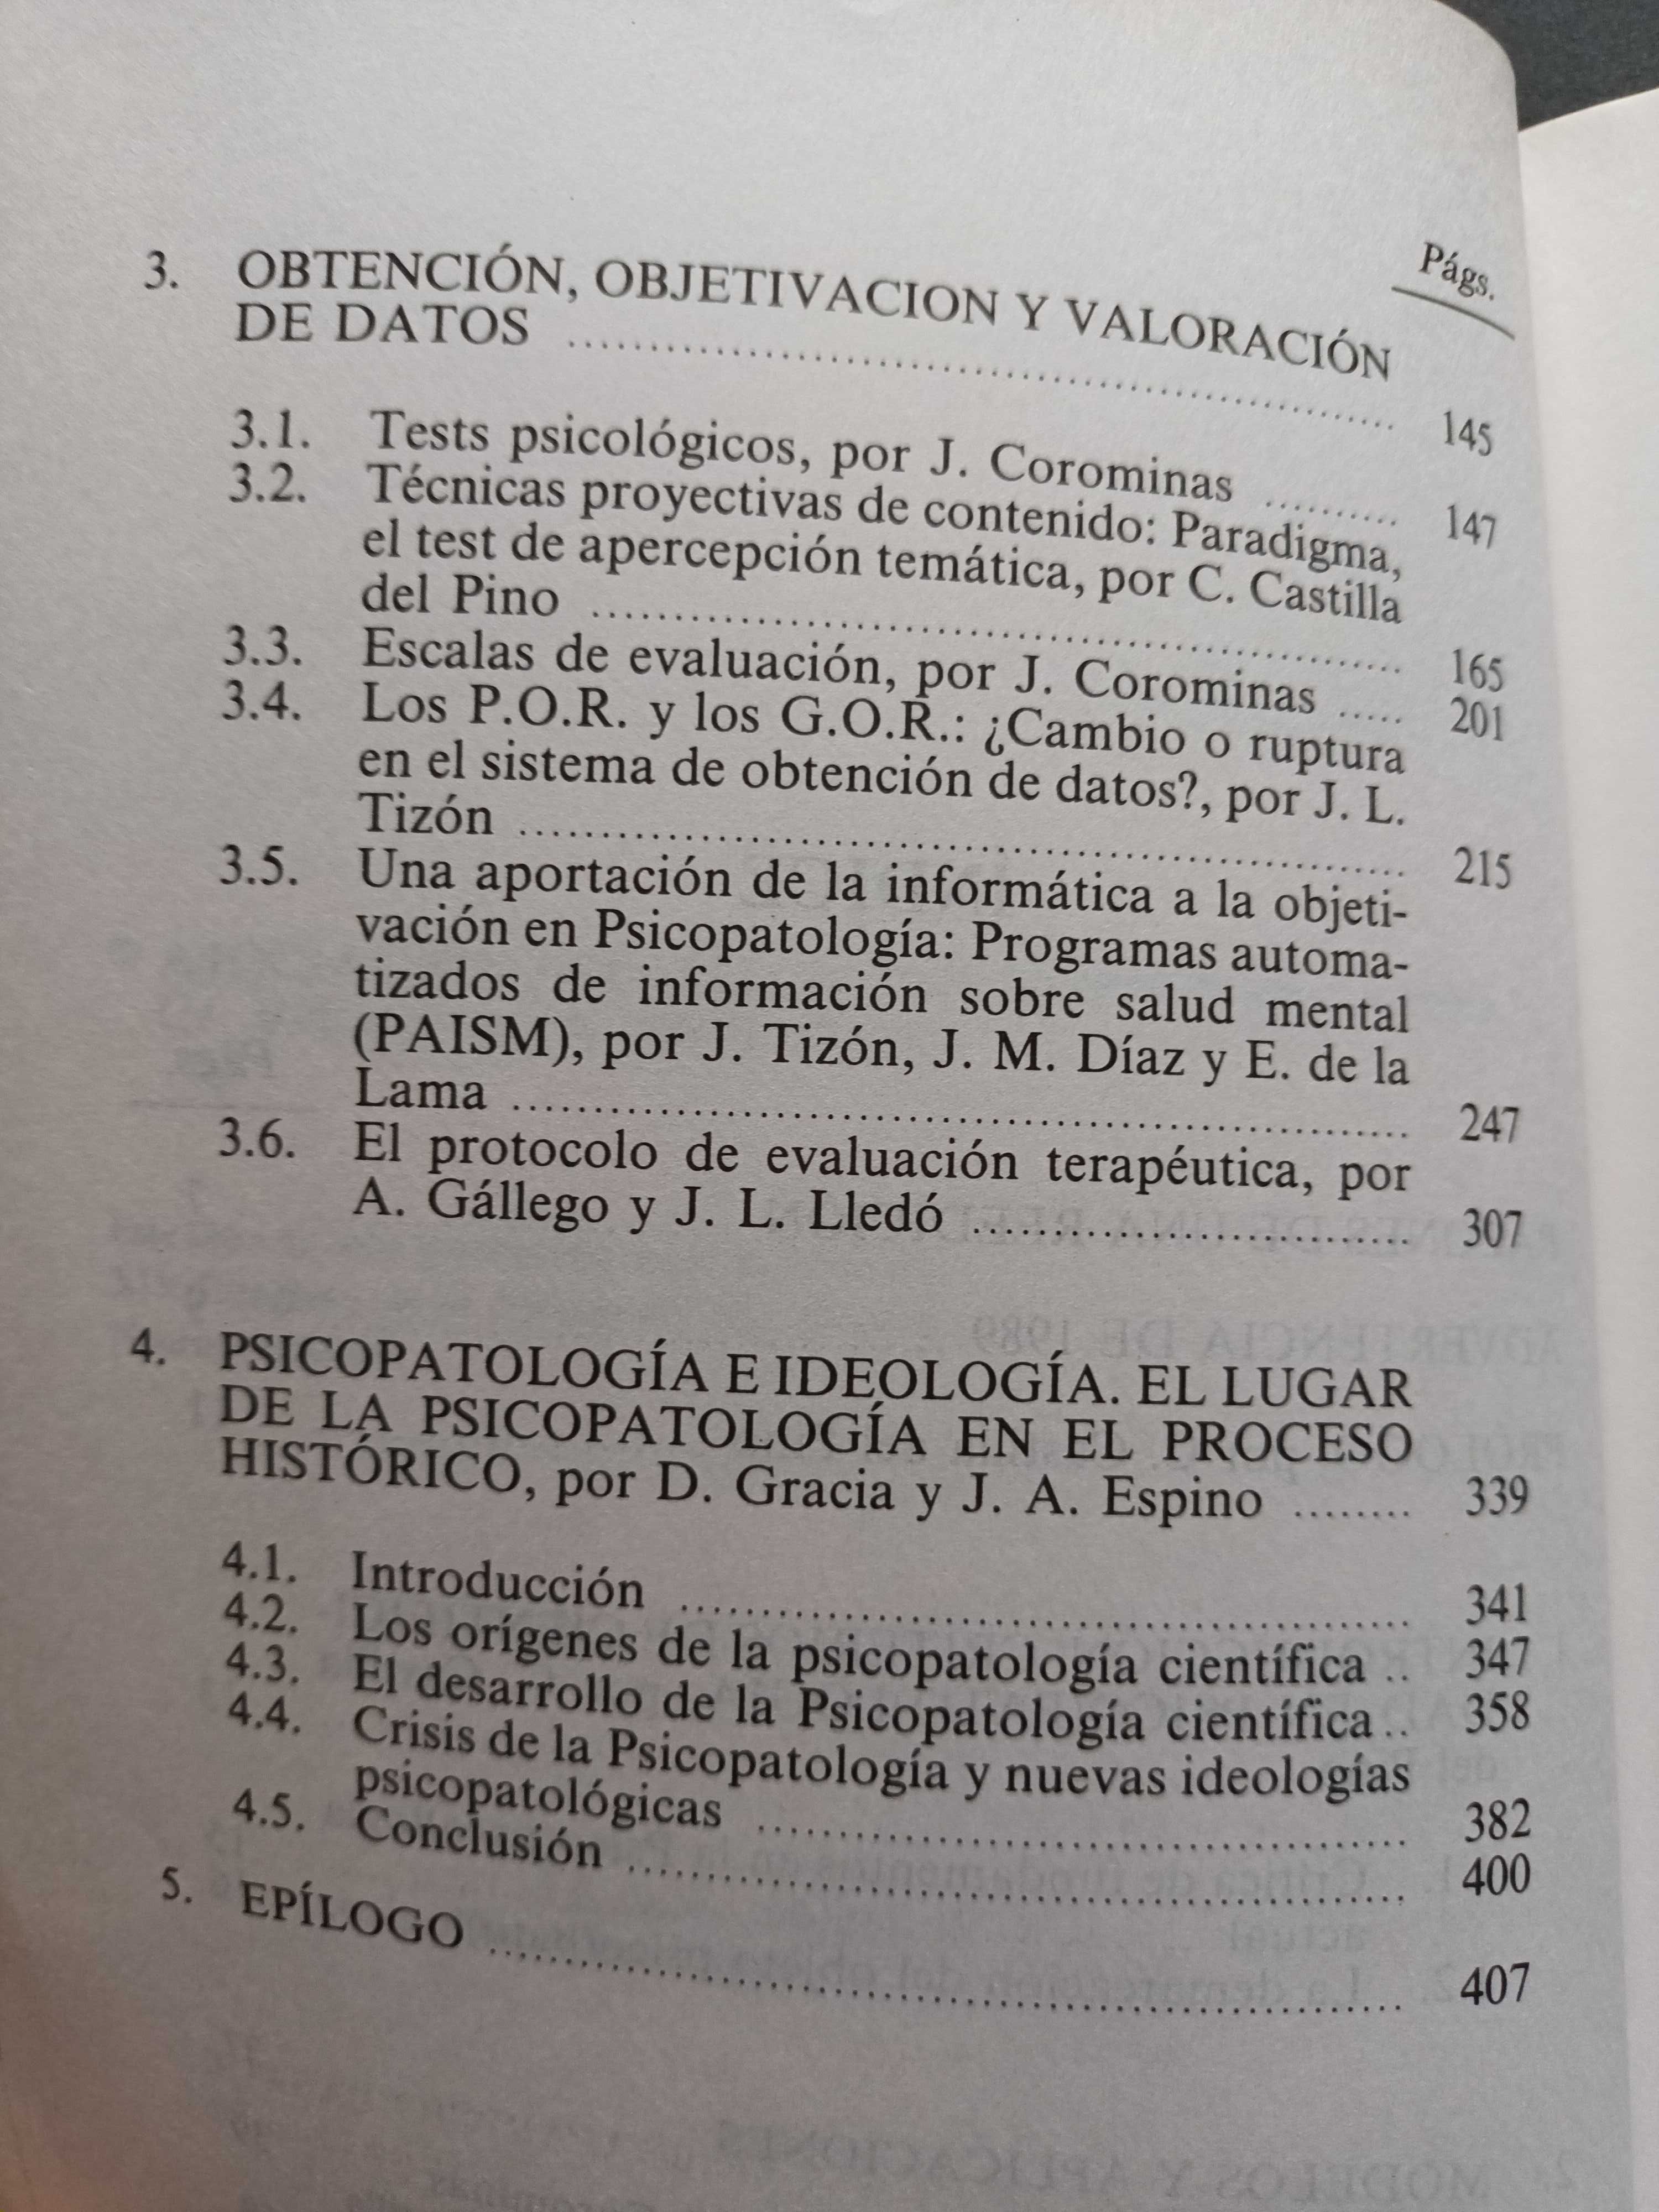 Págs.
3. OBTENCIÓN, OBJETIVACION Y VALORACIÓN
DE DATOS .......... 145
3.1. Tests psicológicos, por J. Corominas .......... 147
3.2. Técnicas proyectivas de contenido: Paradigma,
el test de apercepción temática, por C. Castilla
del Pino .......... 165
3.3. Escalas de evaluación, por J. Corominas ..... 201
3.4. Los P.O.R. y los G.O.R.: ¿Cambio o ruptura
en el sistema de obtención de datos?, por J. L.
Tizón .......... 215
3.5. Una aportación de la informática a la objeti-
vación en Psicopatología: Programas automa-
tizados de información sobre salud mental
(PAISM), por J. Tizón, J. M. Díaz y E. de la
Lama .......... 247
3.6. El protocolo de evaluación terapéutica, por
A. Gállego y J. L. Lledó .......... 307
4. PSICOPATOLOGÍA E IDEOLOGÍA. EL LUGAR
DE LA PSICOPATOLOGÍA EN EL PROCESO
HISTÓRICO, por D. Gracia y J. A. Espino ........ 339
4.1. Introducción .......... 341
4.2. Los orígenes de la psicopatología científica .. 347
4.3. El desarrollo de la Psicopatología científica .. 358
4.4. Crisis de la Psicopatología y nuevas ideologías
psicopatológicas .......... 382
4.5. Conclusión .......... 400
5. EPÍLOGO .......... 407